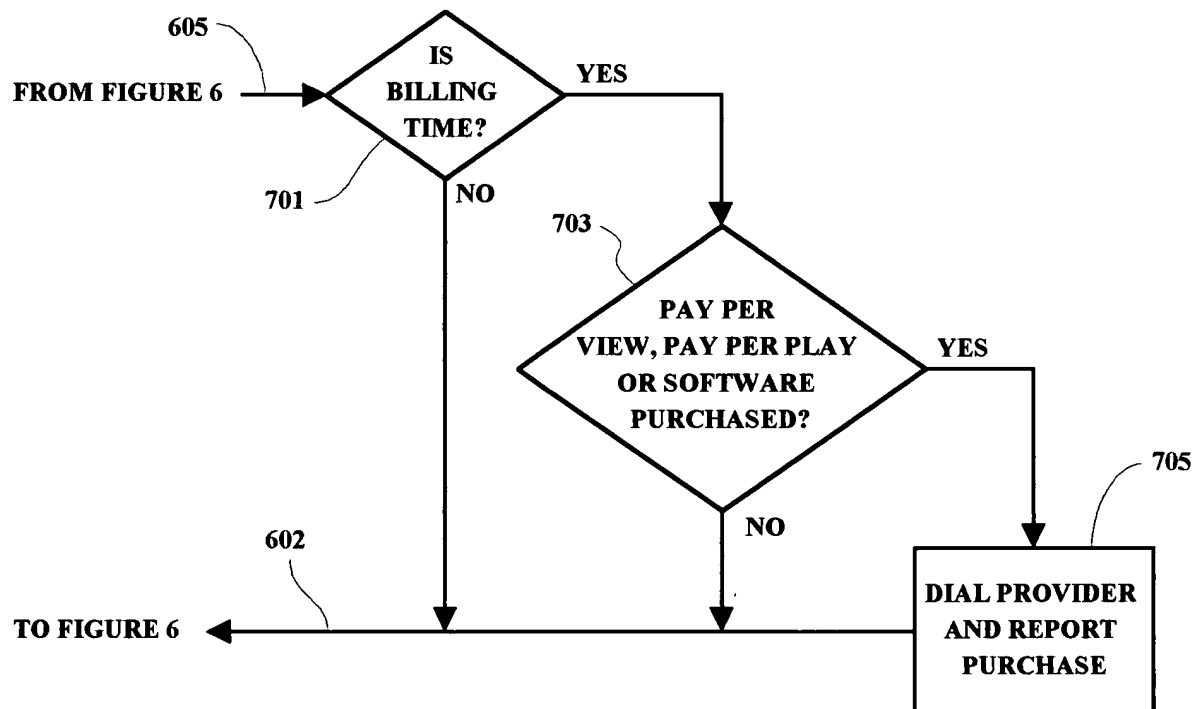 605
FROM FIGURE 6
IS
BILLING
TIME?
YES
701
NO
703
PAY PER
VIEW, PAY PER PLAY
OR SOFTWARE
PURCHASED?
YES
NO
705
602
TO FIGURE 6
DIAL PROVIDER
AND REPORT
PURCHASE